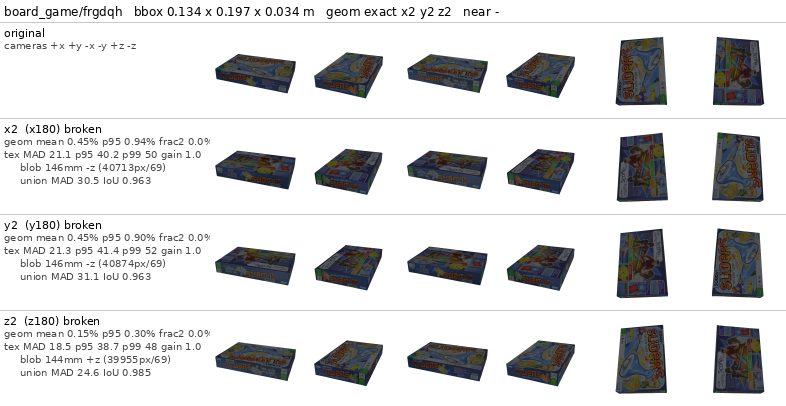 board_game/frgdqh   bbox 0.134 x 0.197 x 0.034 m   geom exact x2 y2 z2   near -
original
cameras +x +y -x -y +z -z
x2  (x180) broken
geom mean 0.45% p95 0.94% frac2 0.0%
tex MAD 21.1 p95 40.2 p99 50 gain 1.0
blob 146mm -z (40713px/69)
union MAD 30.5 IoU 0.963
y2  (y180) broken
geom mean 0.45% p95 0.90% frac2 0.0%
tex MAD 21.3 p95 41.4 p99 52 gain 1.0
blob 146mm -z (40874px/69)
union MAD 31.1 IoU 0.963
z2  (z180) broken
geom mean 0.15% p95 0.30% frac2 0.0%
tex MAD 18.5 p95 38.7 p99 48 gain 1.0
blob 144mm +z (39955px/69)
union MAD 24.6 IoU 0.985